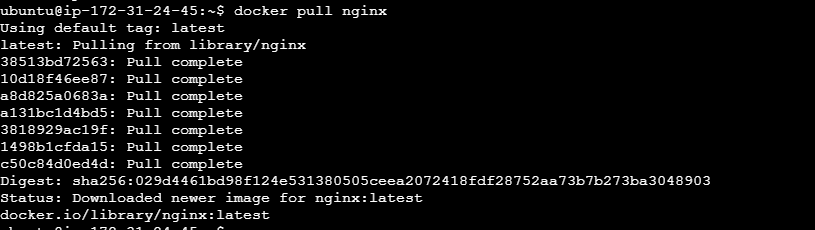 ubuntu@ip-172-31-24-45:~$ docker pull nginx
Using default tag: latest
latest: Pulling from library/nginx
38513bd72563: Pull complete
10d18f46ee87: Pull complete
a8d825a0683a: Pull complete
a131bc1d4bd5: Pull complete
3818929ac19f: Pull complete
1498b1cfda15: Pull complete
c50c84d0ed4d: Pull complete
Digest: sha256:029d4461bd98f124e531380505ceea2072418fdf28752aa73b7b273ba3048903
Status: Downloaded newer image for nginx:latest
docker.io/library/nginx:latest